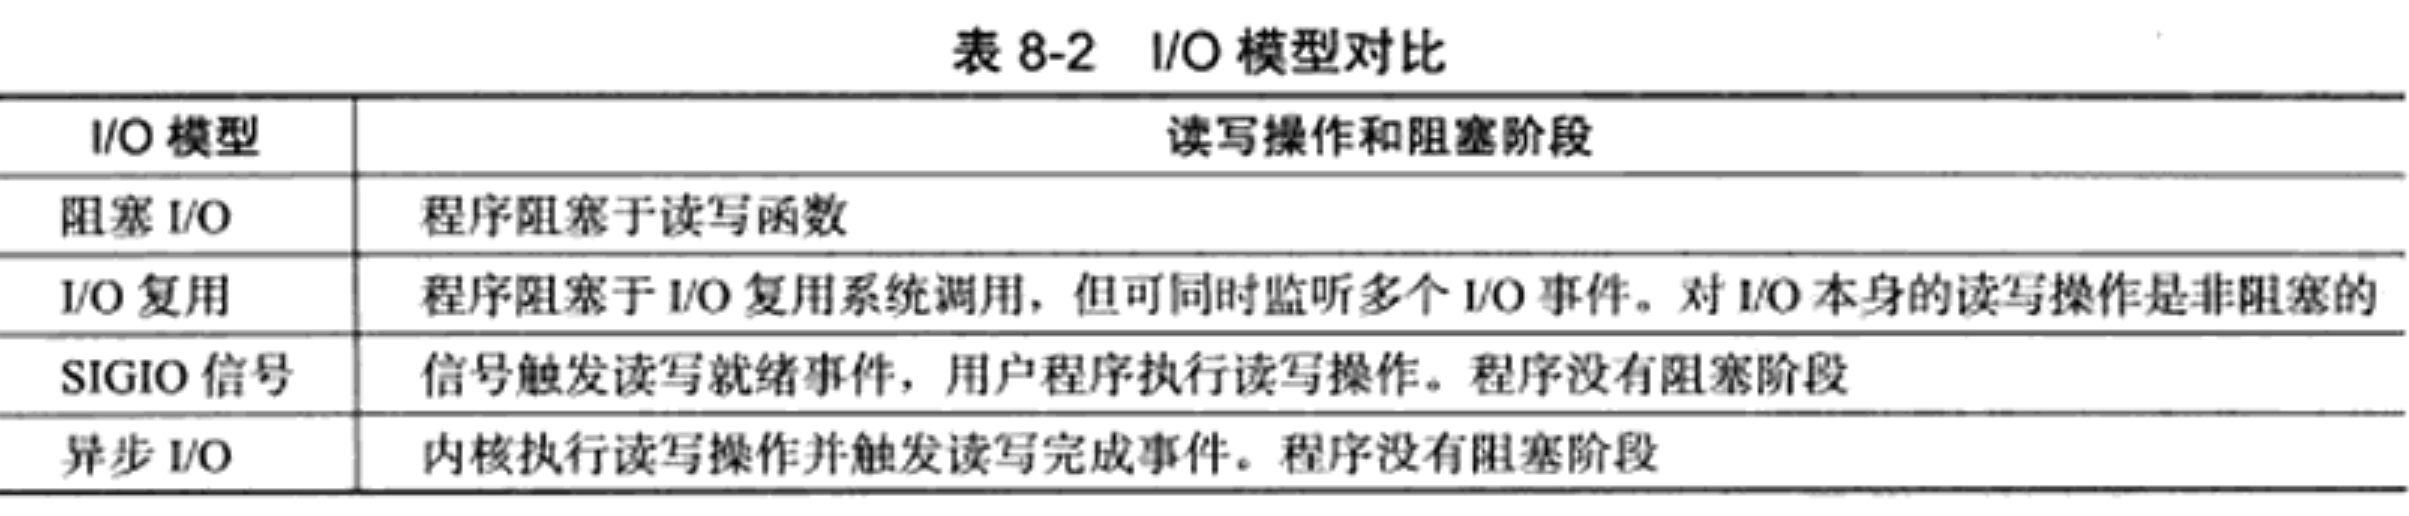 表 8-2 I/O 模型对比
I/O 模型 读写操作和阻塞阶段
阻塞 I/O 程序阻塞于读写函数
I/O 复用 程序阻塞于 I/O 复用系统调用，但可同时监听多个 I/O 事件。对 I/O 本身的读写操作是非阻塞的
SIGIO 信号 信号触发读写就绪事件，用户程序执行读写操作。程序没有阻塞阶段
异步 I/O 内核执行读写操作并触发读写完成事件。程序没有阻塞阶段